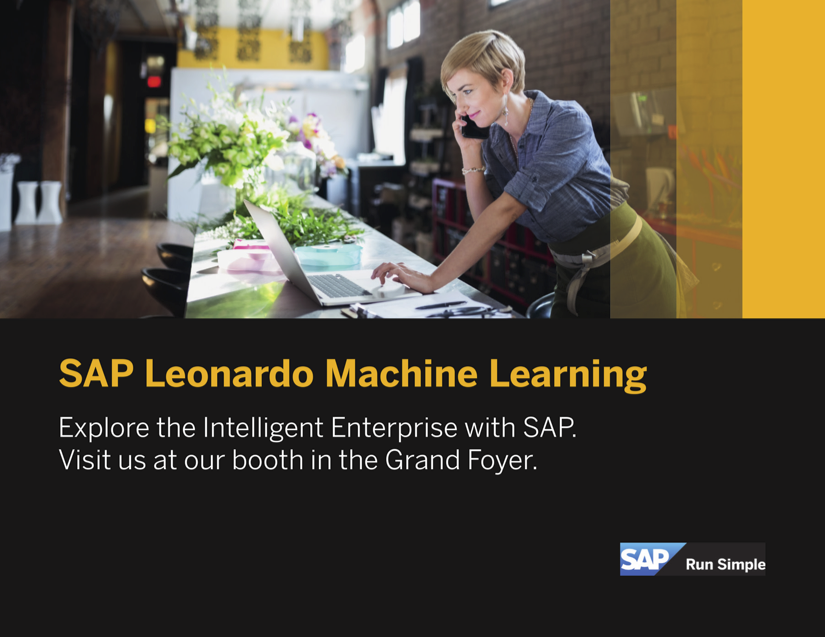 SAP Leonardo Machine Learning
Explore the Intelligent Enterprise with SAP.
Visit us at our booth in the Grand Foyer.
SAP Run Simple